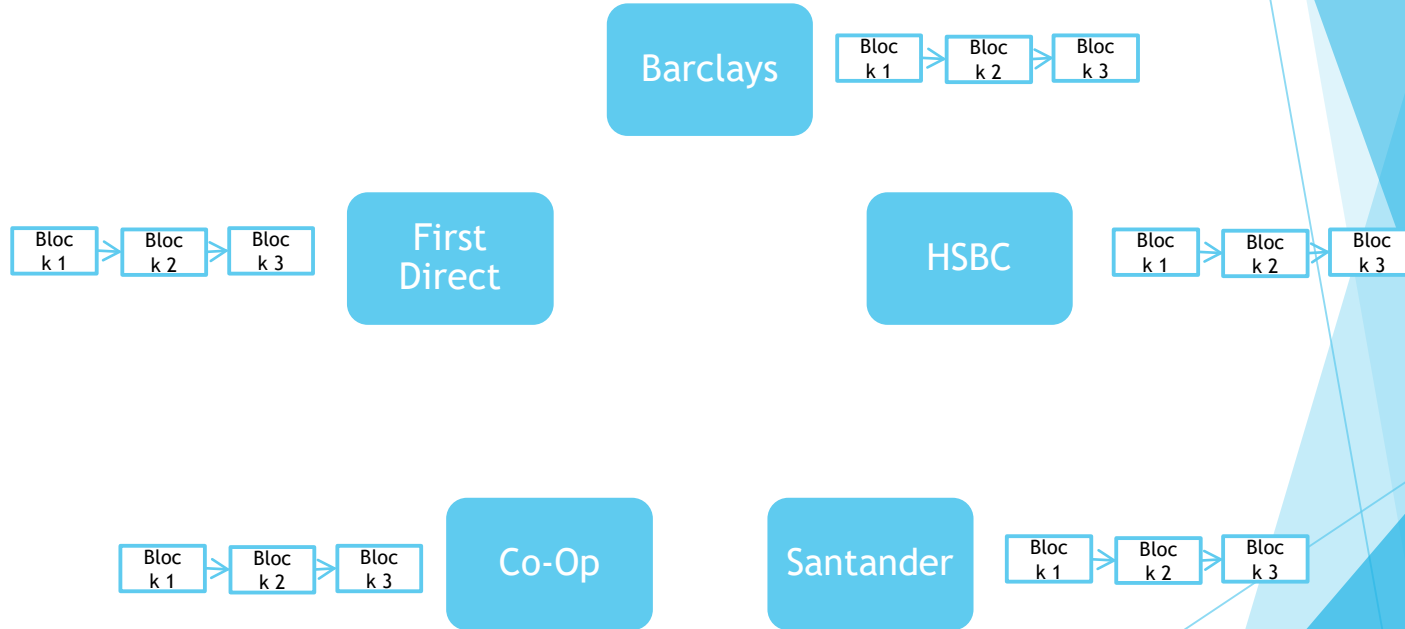 Barclays
Bloc
k 1
Bloc
k 2
Bloc
k 3
Bloc
k 1
Bloc
k 2
Bloc
k 3
First
Direct
HSBC
Bloc
k 1
Bloc
k 2
Bloc
k 3
Bloc
k 1
Bloc
k 2
Bloc
k 3
Co-Op
Santander
Bloc
k 1
Bloc
k 2
Bloc
k 3